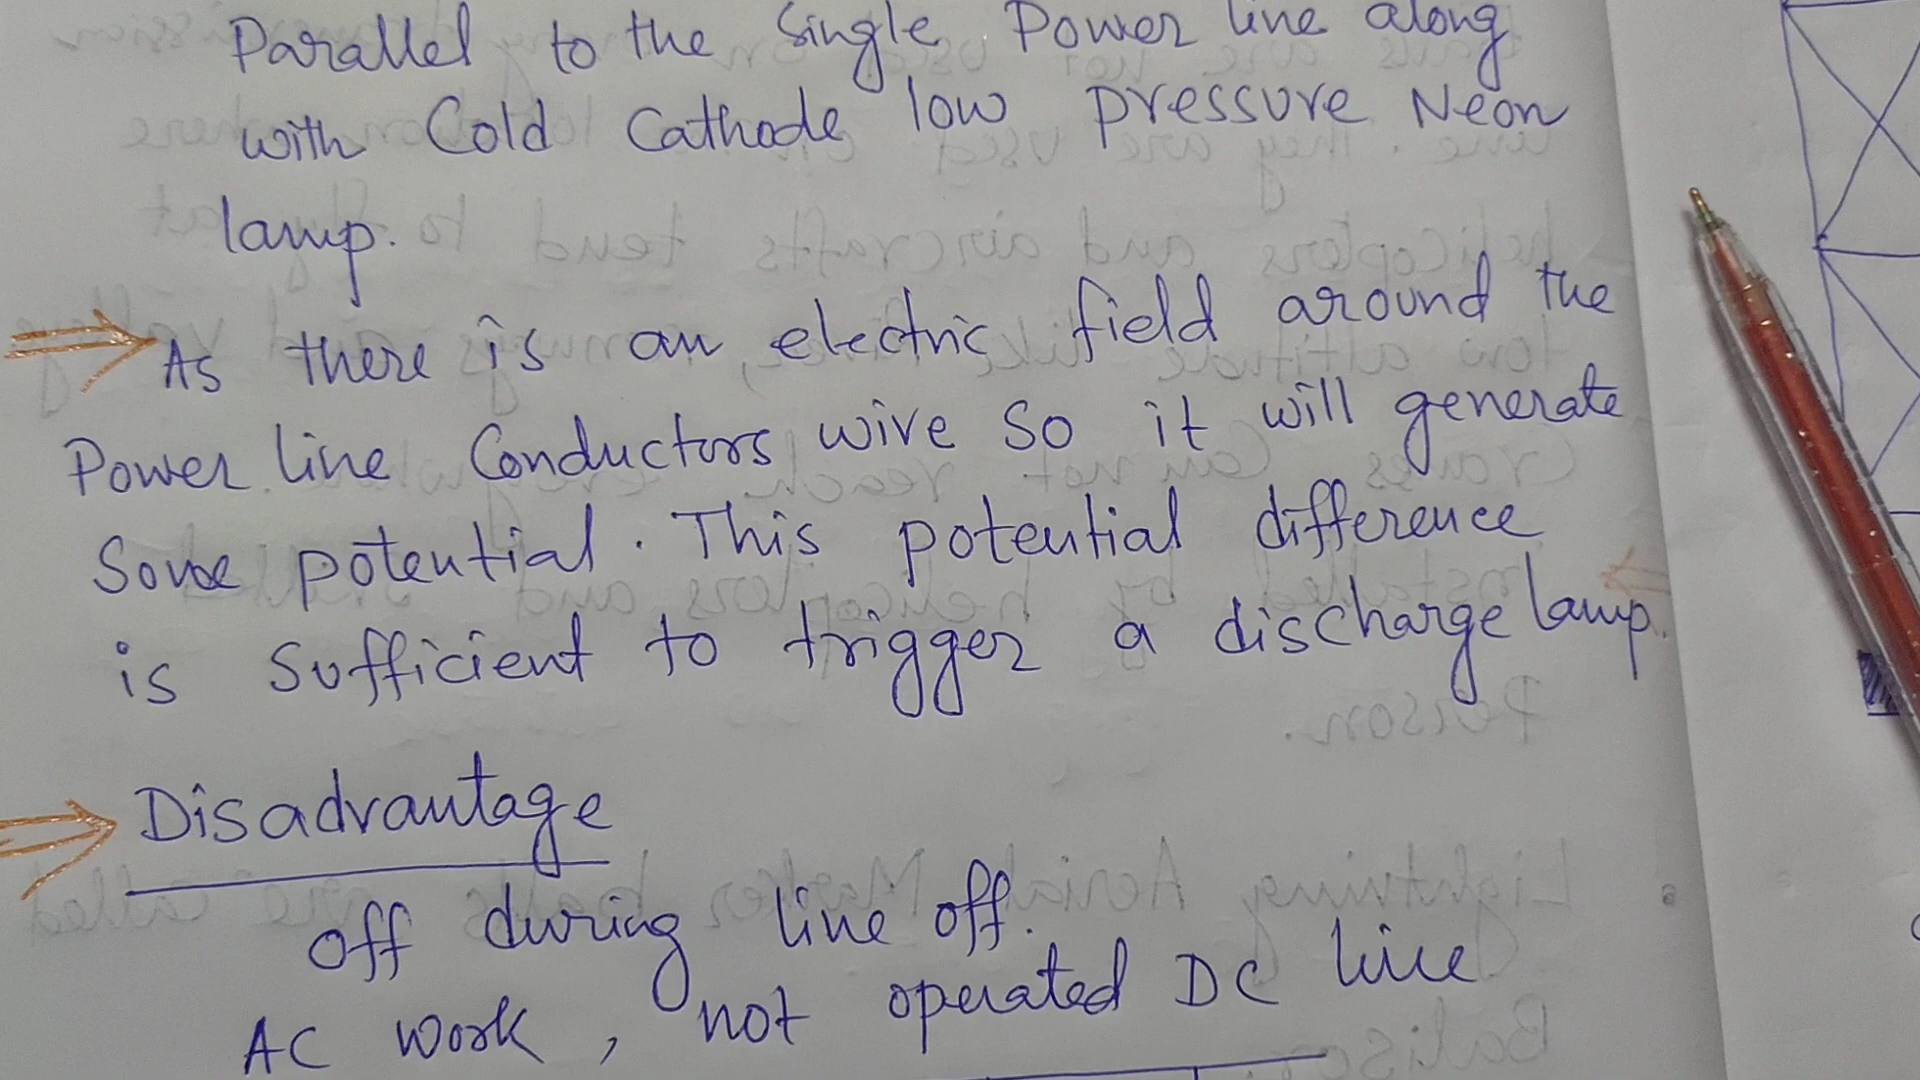 Parallel to the Single Power line along
with Cold Cathode low pressure Neon
lamp.
As there is an electric field around the
Power line Conductors wire So it will generate
Some potential. This potential difference
is Sufficient to trigger a discharge lamp.
Disadvantage
off during line off.
AC work, not operated DC line